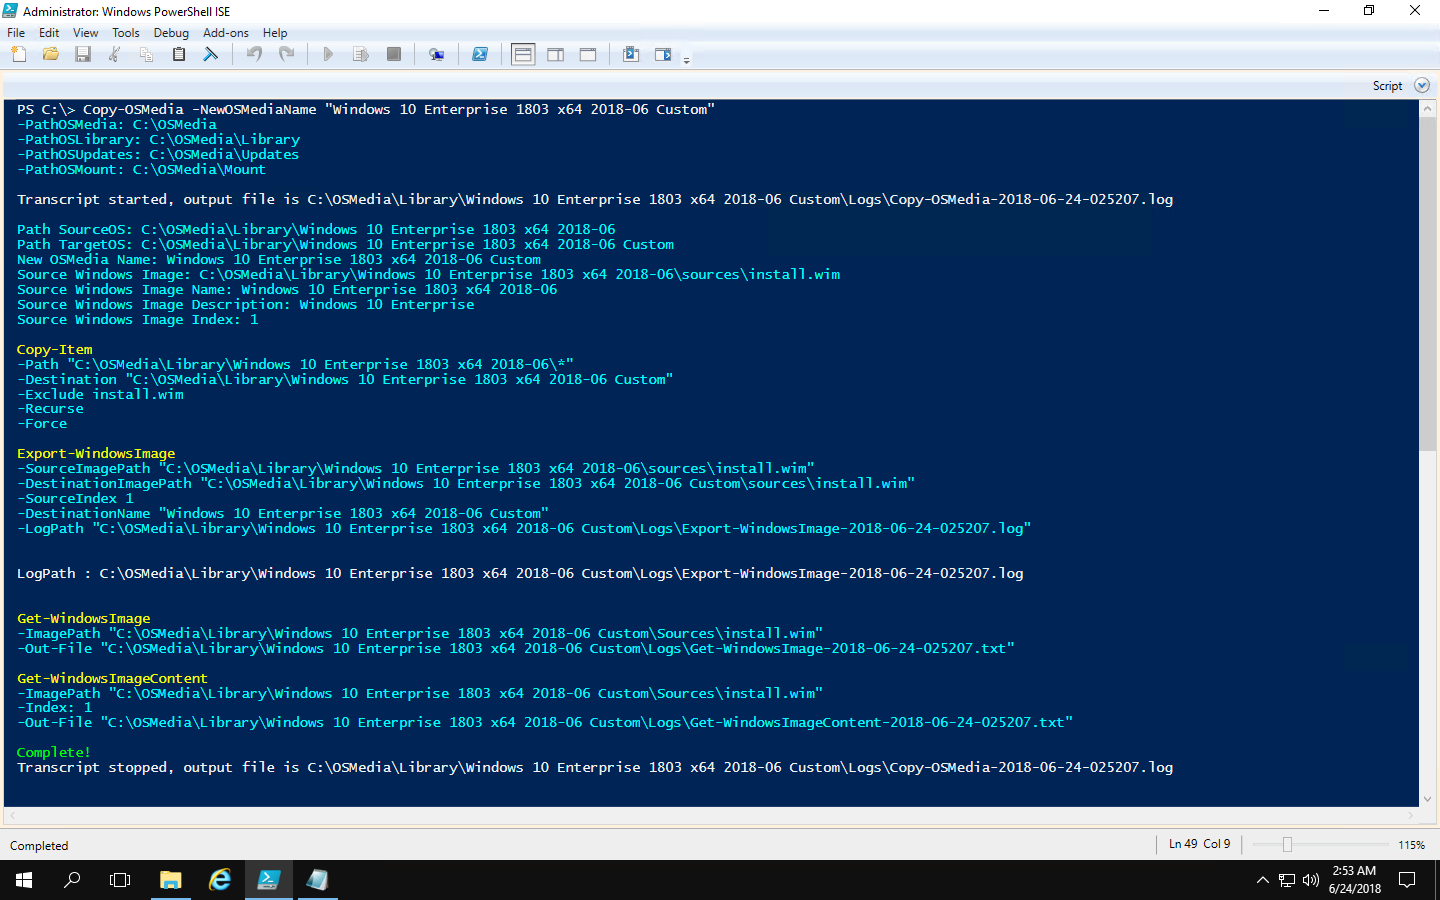 Administrator: Windows PowerShell ISE
File Edit View Tools Debug Add-ons Help
Script
PS C:\> Copy-OSMedia -NewOSMediaName "Windows 10 Enterprise 1803 x64 2018-06 Custom"
-PathOSMedia: C:\OSMedia
-PathOSLibrary: C:\OSMedia\Library
-PathOSUpdates: C:\OSMedia\Updates
-PathOSMount: C:\OSMedia\Mount
Transcript started, output file is C:\OSMedia\Library\Windows 10 Enterprise 1803 x64 2018-06 Custom\Logs\Copy-OSMedia-2018-06-24-025207.log
Path SourceOS: C:\OSMedia\Library\Windows 10 Enterprise 1803 x64 2018-06
Path TargetOS: C:\OSMedia\Library\Windows 10 Enterprise 1803 x64 2018-06 Custom
New OSMedia Name: Windows 10 Enterprise 1803 x64 2018-06 Custom
Source Windows Image: C:\OSMedia\Library\Windows 10 Enterprise 1803 x64 2018-06\sources\install.wim
Source Windows Image Name: Windows 10 Enterprise 1803 x64 2018-06
Source Windows Image Description: Windows 10 Enterprise
Source Windows Image Index: 1
Copy-Item
-Path "C:\OSMedia\Library\Windows 10 Enterprise 1803 x64 2018-06\*"
-Destination "C:\OSMedia\Library\Windows 10 Enterprise 1803 x64 2018-06 Custom"
-Exclude install.wim
-Recurse
-Force
Export-WindowsImage
-SourceImagePath "C:\OSMedia\Library\Windows 10 Enterprise 1803 x64 2018-06\sources\install.wim"
-DestinationImagePath "C:\OSMedia\Library\Windows 10 Enterprise 1803 x64 2018-06 Custom\sources\install.wim"
-SourceIndex 1
-DestinationName "Windows 10 Enterprise 1803 x64 2018-06 Custom"
-LogPath "C:\OSMedia\Library\Windows 10 Enterprise 1803 x64 2018-06 Custom\Logs\Export-WindowsImage-2018-06-24-025207.log"
LogPath : C:\OSMedia\Library\Windows 10 Enterprise 1803 x64 2018-06 Custom\Logs\Export-WindowsImage-2018-06-24-025207.log
Get-WindowsImage
-ImagePath "C:\OSMedia\Library\Windows 10 Enterprise 1803 x64 2018-06 Custom\Sources\install.wim"
-Out-File "C:\OSMedia\Library\Windows 10 Enterprise 1803 x64 2018-06 Custom\Logs\Get-WindowsImage-2018-06-24-025207.txt"
Get-WindowsImageContent
-ImagePath "C:\OSMedia\Library\Windows 10 Enterprise 1803 x64 2018-06 Custom\Sources\install.wim"
-Index: 1
-Out-File "C:\OSMedia\Library\Windows 10 Enterprise 1803 x64 2018-06 Custom\Logs\Get-WindowsImageContent-2018-06-24-025207.txt"
Complete!
Transcript stopped, output file is C:\OSMedia\Library\Windows 10 Enterprise 1803 x64 2018-06 Custom\Logs\Copy-OSMedia-2018-06-24-025207.log
Completed
Ln 49 Col 9
115%
2:53 AM
6/24/2018